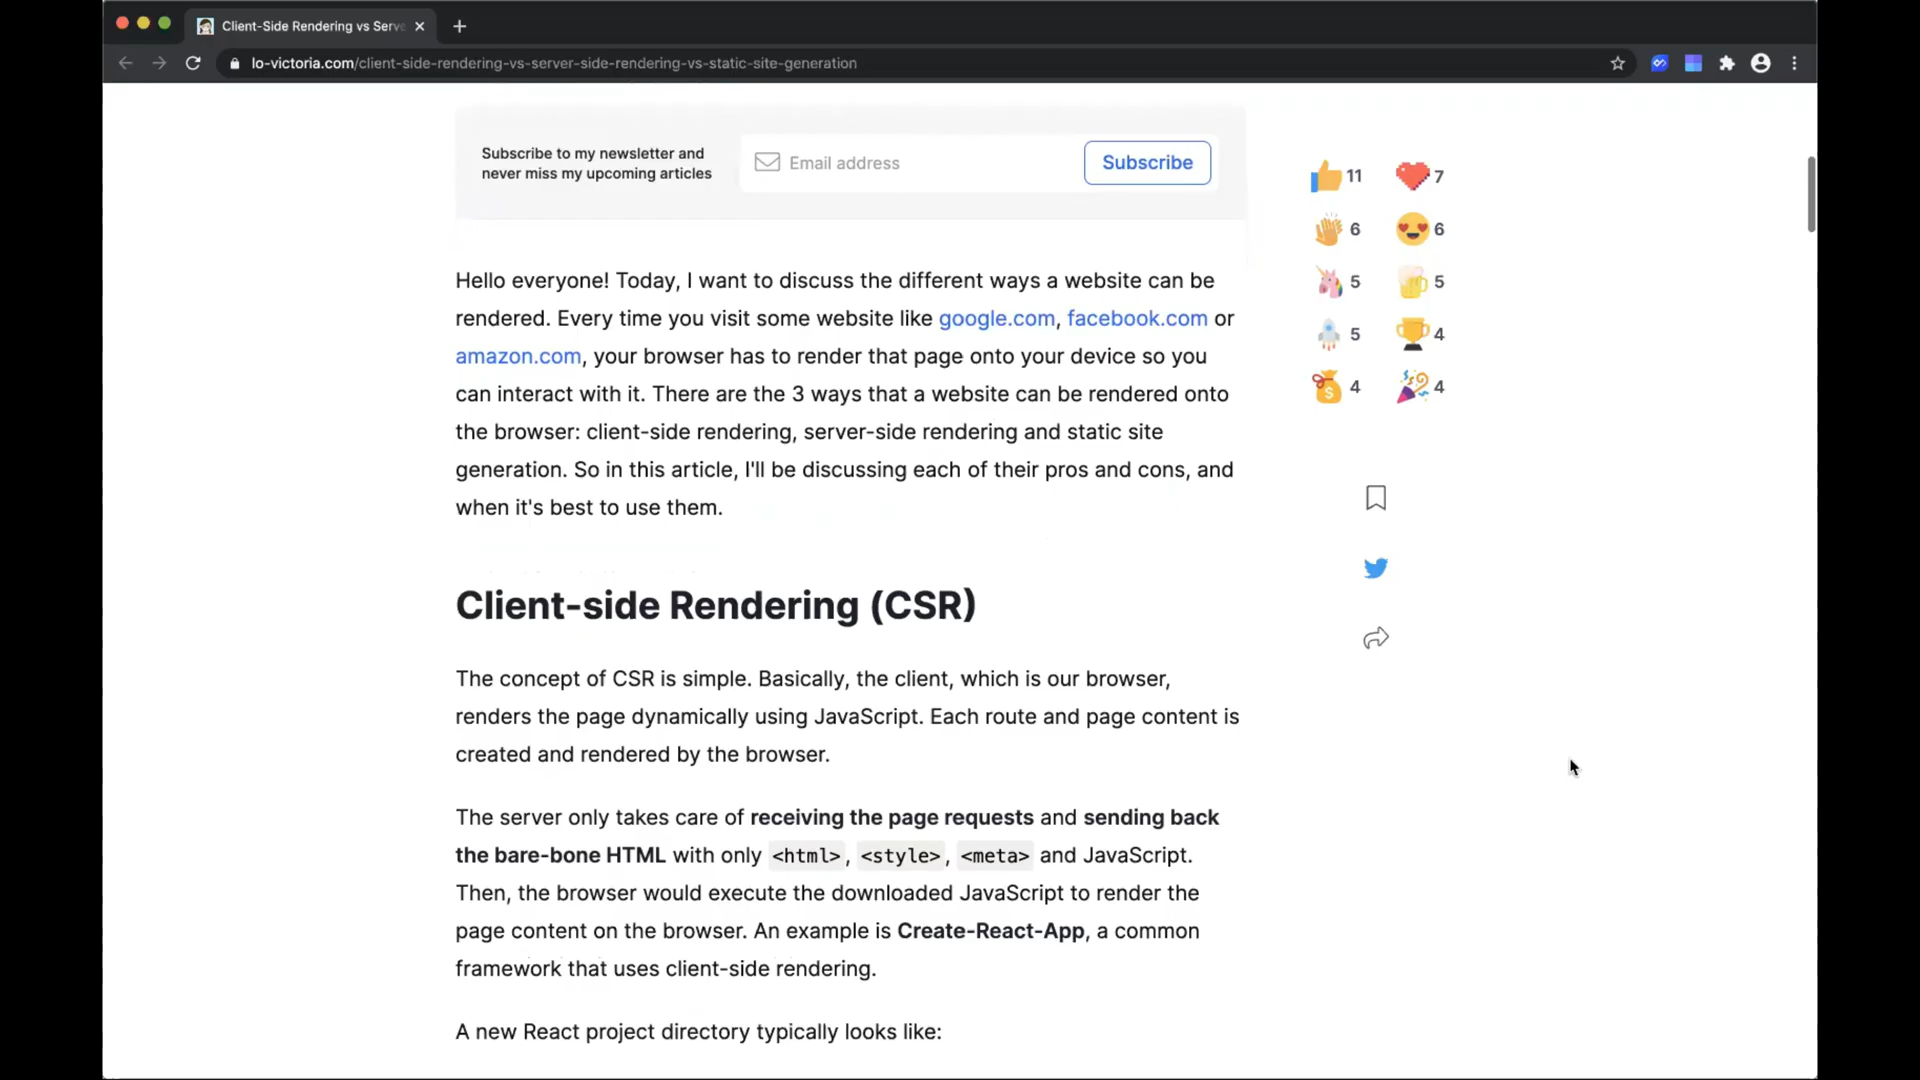 Client-Side Rendering vs Serve
lo-victoria.com/client-side-rendering-vs-server-side-rendering-vs-static-site-generation
Subscribe to my newsletter and
never miss my upcoming articles
Email address
Subscribe
11 7
6 6
5 5
5 4
4 4
Hello everyone! Today, I want to discuss the different ways a website can be
rendered. Every time you visit some website like google.com, facebook.com or
amazon.com, your browser has to render that page onto your device so you
can interact with it. There are the 3 ways that a website can be rendered onto
the browser: client-side rendering, server-side rendering and static site
generation. So in this article, I'll be discussing each of their pros and cons, and
when it's best to use them.
Client-side Rendering (CSR)
The concept of CSR is simple. Basically, the client, which is our browser,
renders the page dynamically using JavaScript. Each route and page content is
created and rendered by the browser.
The server only takes care of receiving the page requests and sending back
the bare-bone HTML with only <html>, <style>, <meta> and JavaScript.
Then, the browser would execute the downloaded JavaScript to render the
page content on the browser. An example is Create-React-App, a common
framework that uses client-side rendering.
A new React project directory typically looks like: